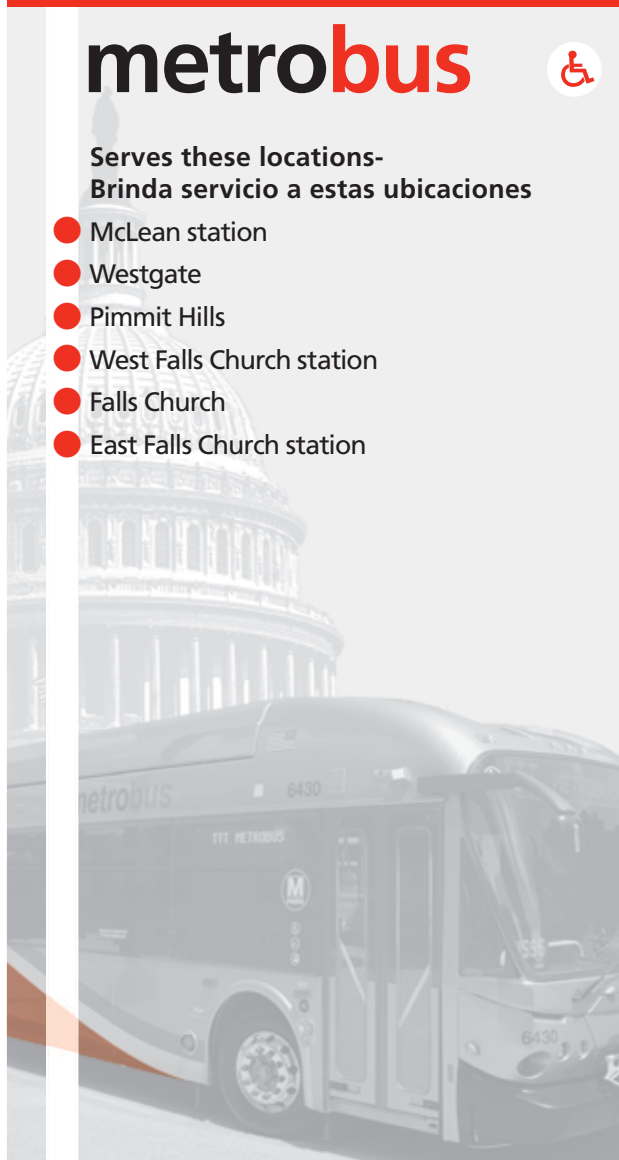 metrobus
Serves these locations-
Brinda servicio a estas ubicaciones
McLean station
Westgate
Pimmit Hills
West Falls Church station
Falls Church
East Falls Church station
metrobus
6430
TYT METROBUS
M
6430